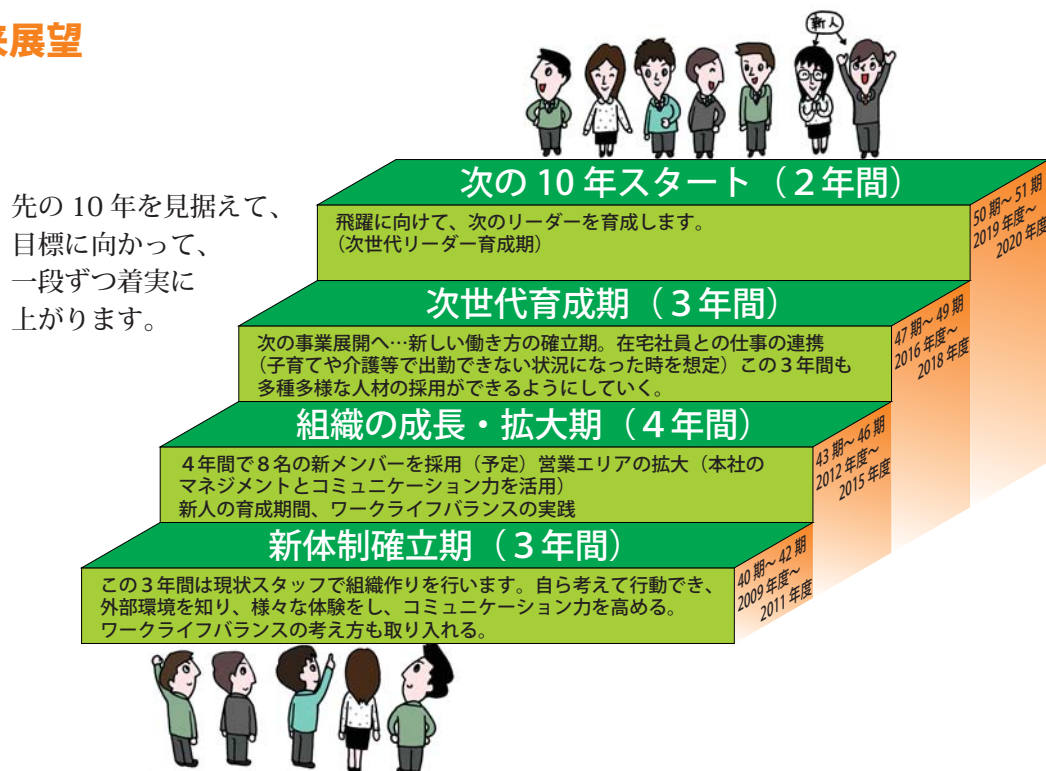 来展望
新人
先の 10 年を見据えて、
目標に向かって、
一段ずつ着実に
上がります。
次の 10 年スタート（２年間）
飛躍に向けて、次のリーダーを育成します。
（次世代リーダー育成期）
50 期～ 51 期
2019 年度～
2020 年度
次世代育成期（３年間）
次の事業展開へ…新しい働き方の確立期。在宅社員との仕事の連携
（子育てや介護等で出勤できない状況になった時を想定）この３年間も
多種多様な人材の採用ができるようにしていく。
47 期～ 49 期
2016 年度～
2018 年度
組織の成長・拡大期（４年間）
４年間で８名の新メンバーを採用（予定）営業エリアの拡大（本社の
マネジメントとコミュニケーション力を活用）
新人の育成期間、ワークライフバランスの実践
43 期～ 46 期
2012 年度～
2015 年度
新体制確立期（３年間）
この３年間は現状スタッフで組織作りを行います。自ら考えて行動でき、
外部環境を知り、様々な体験をし、コミュニケーション力を高める。
ワークライフバランスの考え方も取り入れる。
40 期～ 42 期
2009 年度～
2011 年度